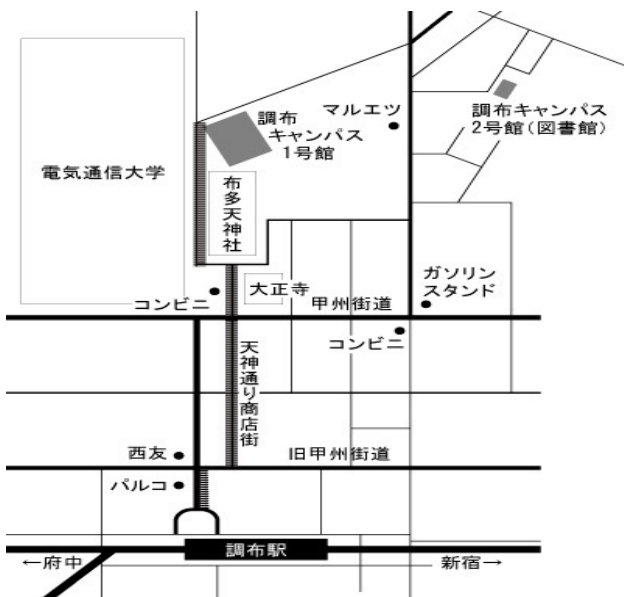 調布
キャンパス
1号館
マルエツ
調布キャンパス
2号館(図書館)
電気通信大学
布多天神社
大正寺
コンビニ
ガソリン
スタンド
甲州街道
コンビニ
天神通り商店街
西友
旧甲州街道
パルコ
調布駅
←府中
新宿→